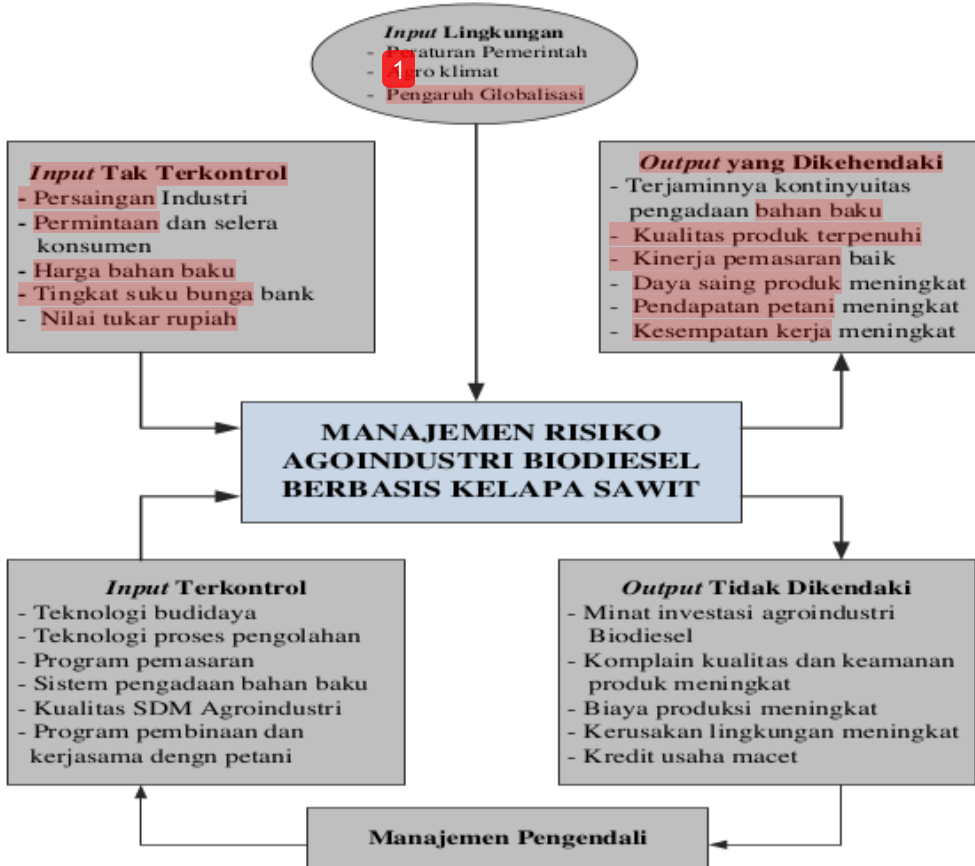 Input Lingkungan
- Peraturan Pemerintah
- Agro klimat
1
- Pengaruh Globalisasi
Input Tak Terkontrol
- Persaingan Industri
- Permintaan dan selera
konsumen
- Harga bahan baku
- Tingkat suku bunga bank
- Nilai tukar rupiah
Output yang Dikehendaki
- Terjaminnya kontinyuitas
pengadaan bahan baku
- Kualitas produk terpenuhi
- Kinerja pemasaran baik
- Daya saing produk meningkat
- Pendapatan petani meningkat
- Kesempatan kerja meningkat
MANAJEMEN RISIKO
AGOINDUSTRI BIODIESEL
BERBASIS KELAPA SAWIT
Input Terkontrol
- Teknologi budidaya
- Teknologi proses pengolahan
- Program pemasaran
- Sistem pengadaan bahan baku
- Kualitas SDM Agroindustri
- Program pembinaan dan
kerjasama dengn petani
Output Tidak Dikendaki
- Minat investasi agroindustri
Biodiesel
- Komplain kualitas dan keamanan
produk meningkat
- Biaya produksi meningkat
- Kerusakan lingkungan meningkat
- Kredit usaha macet
Manajemen Pengendali